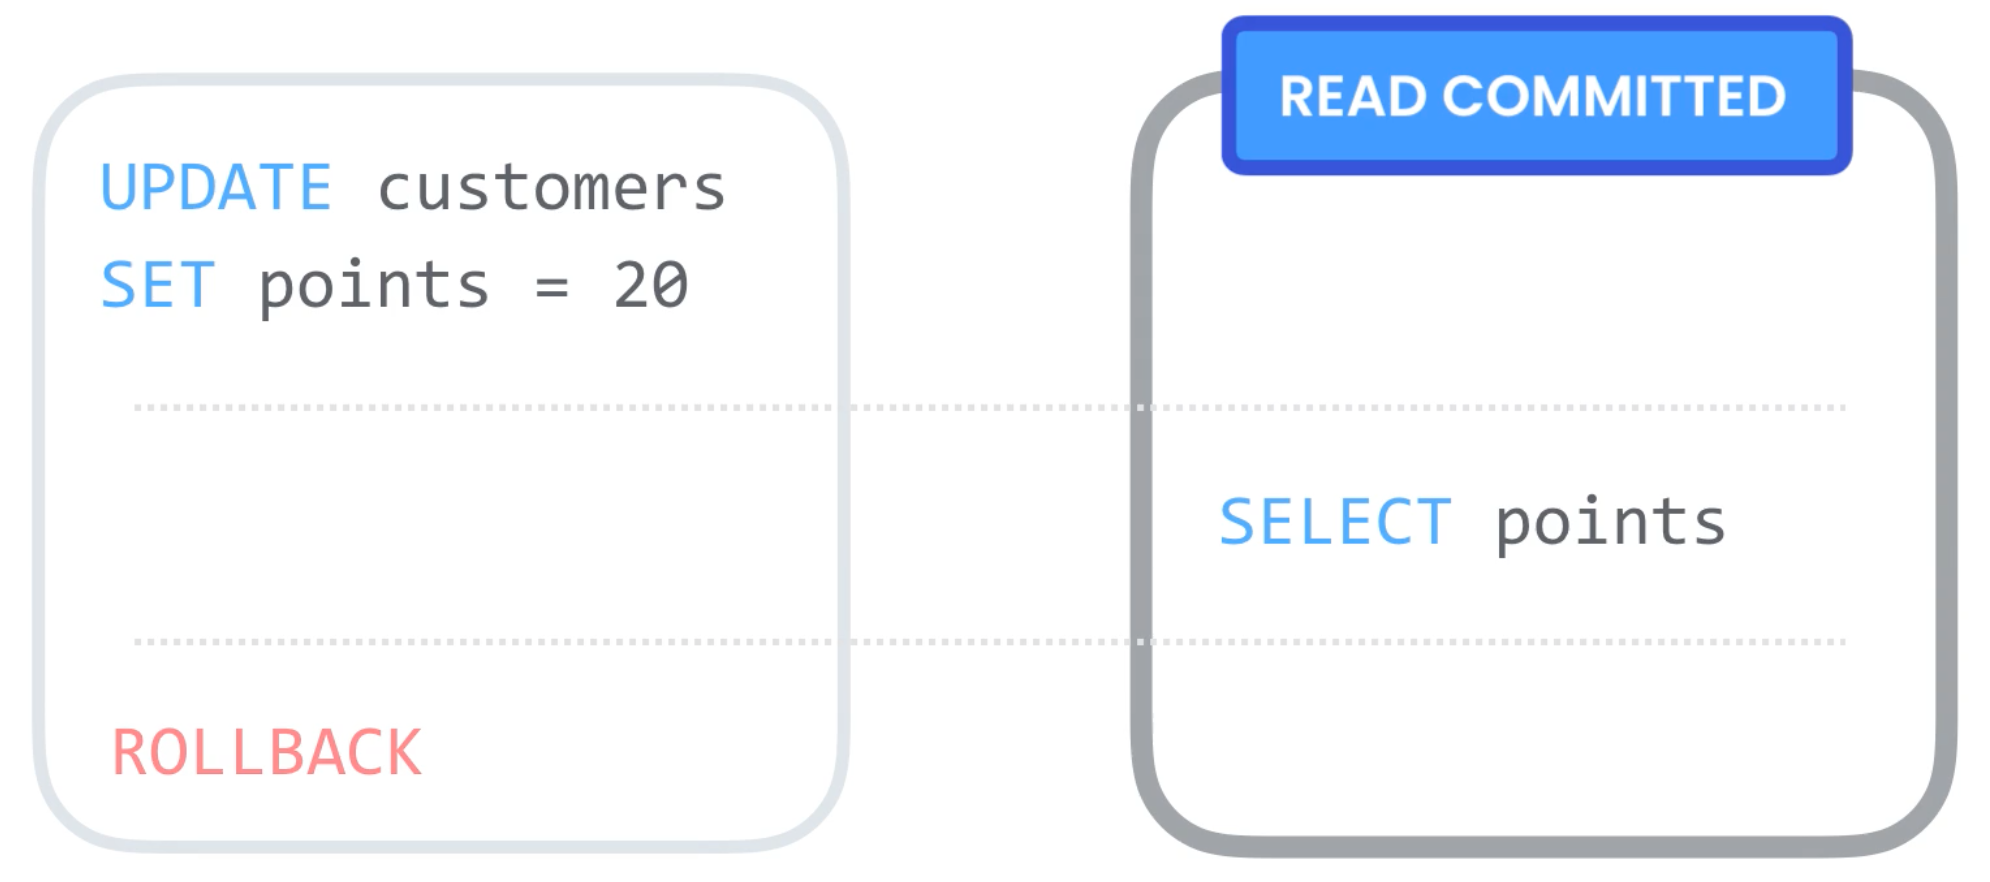 READ COMMITTED
UPDATE customers
SET points = 20
SELECT points
ROLLBACK